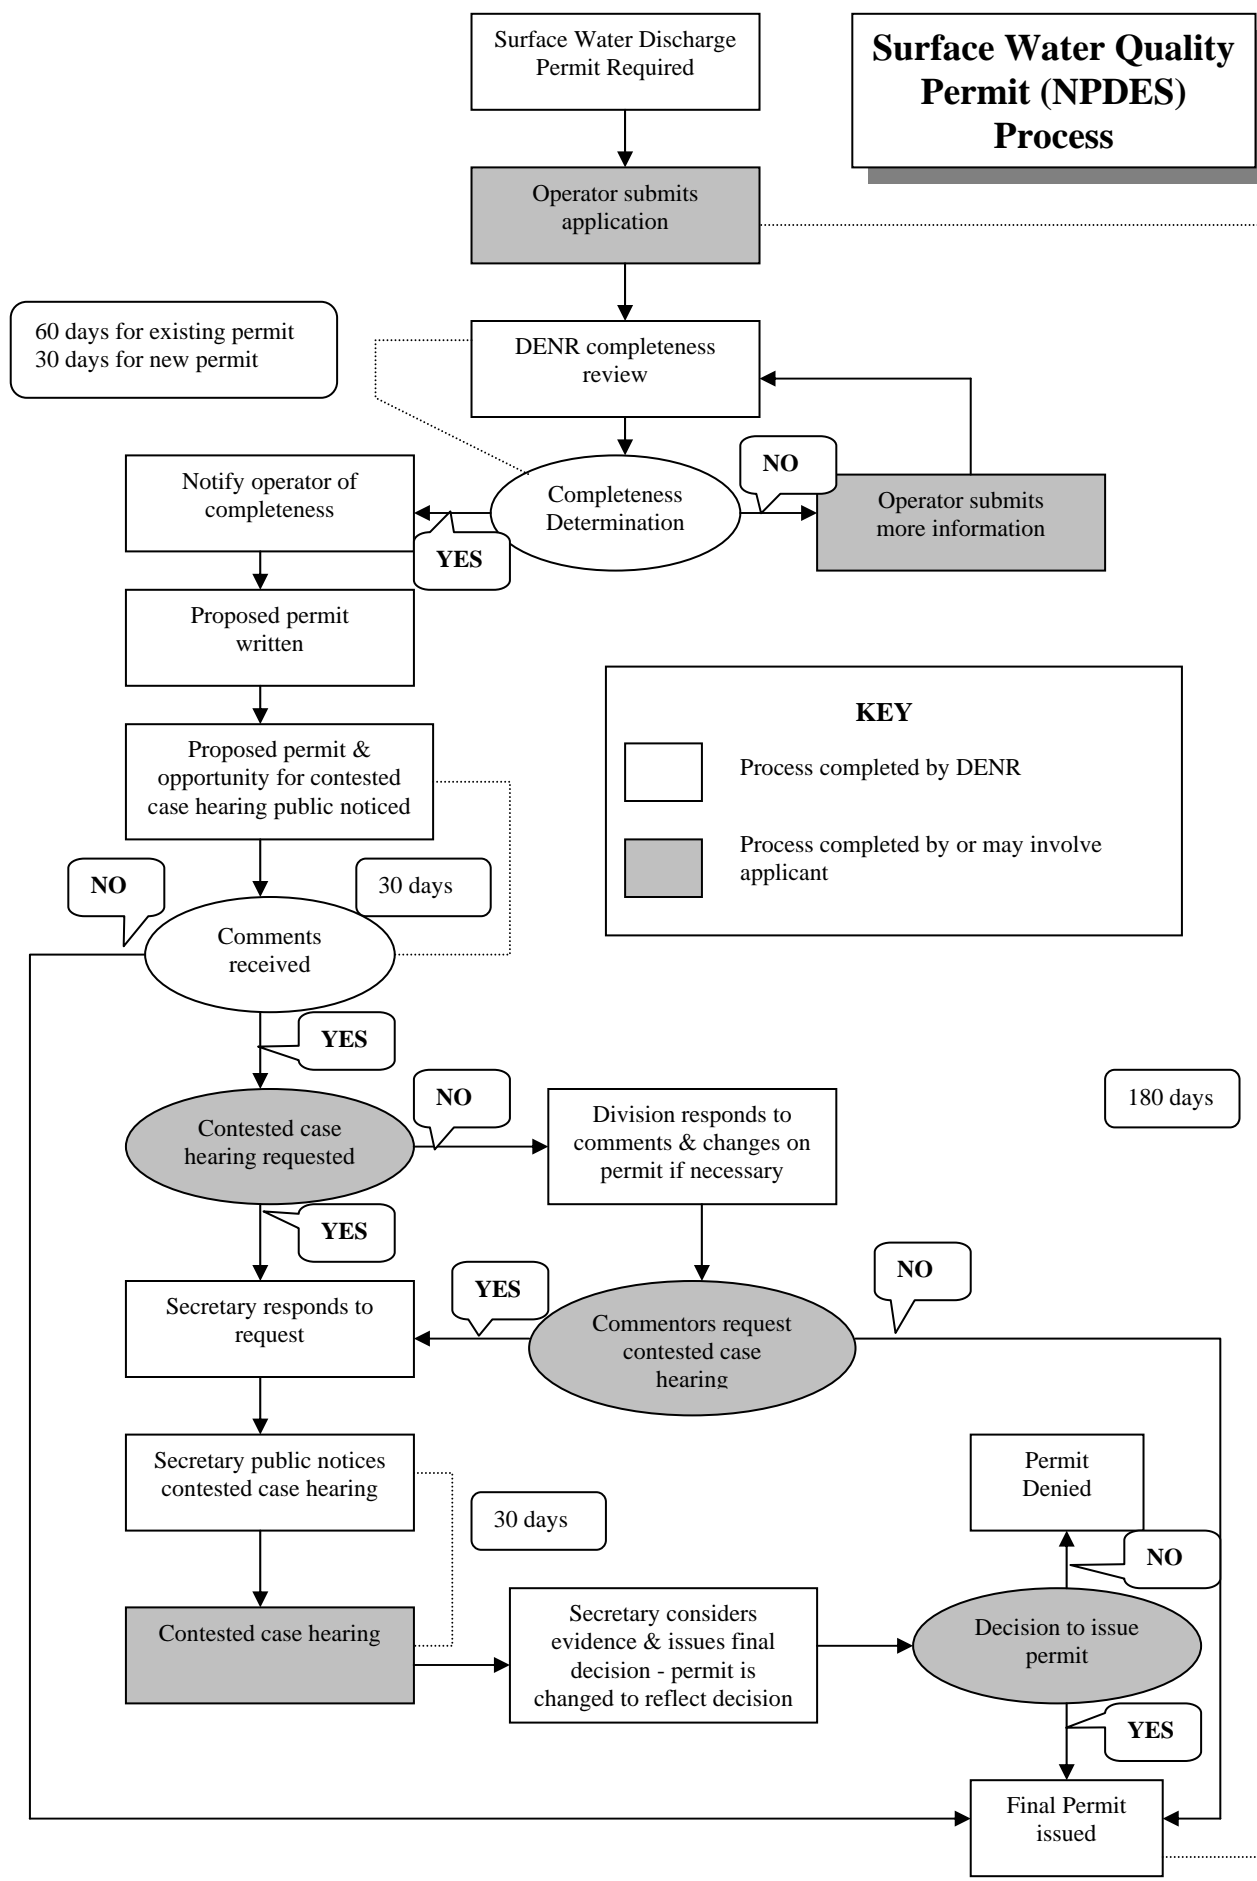 Surface Water Discharge
Permit Required
Surface Water Quality
Permit (NPDES)
Process
Operator submits
application
60 days for existing permit
30 days for new permit
DENR completeness
review
Completeness
Determination
NO
Operator submits
more information
YES
Notify operator of
completeness
Proposed permit
written
KEY
Process completed by DENR
Process completed by or may involve
applicant
Proposed permit &
opportunity for contested
case hearing public noticed
30 days
NO
Comments
received
YES
Contested case
hearing requested
NO
Division responds to
comments & changes on
permit if necessary
180 days
YES
Secretary responds to
request
YES
Commentors request
contested case
hearing
NO
Secretary public notices
contested case hearing
30 days
Contested case hearing
Secretary considers
evidence & issues final
decision - permit is
changed to reflect decision
Permit
Denied
NO
Decision to issue
permit
YES
Final Permit
issued